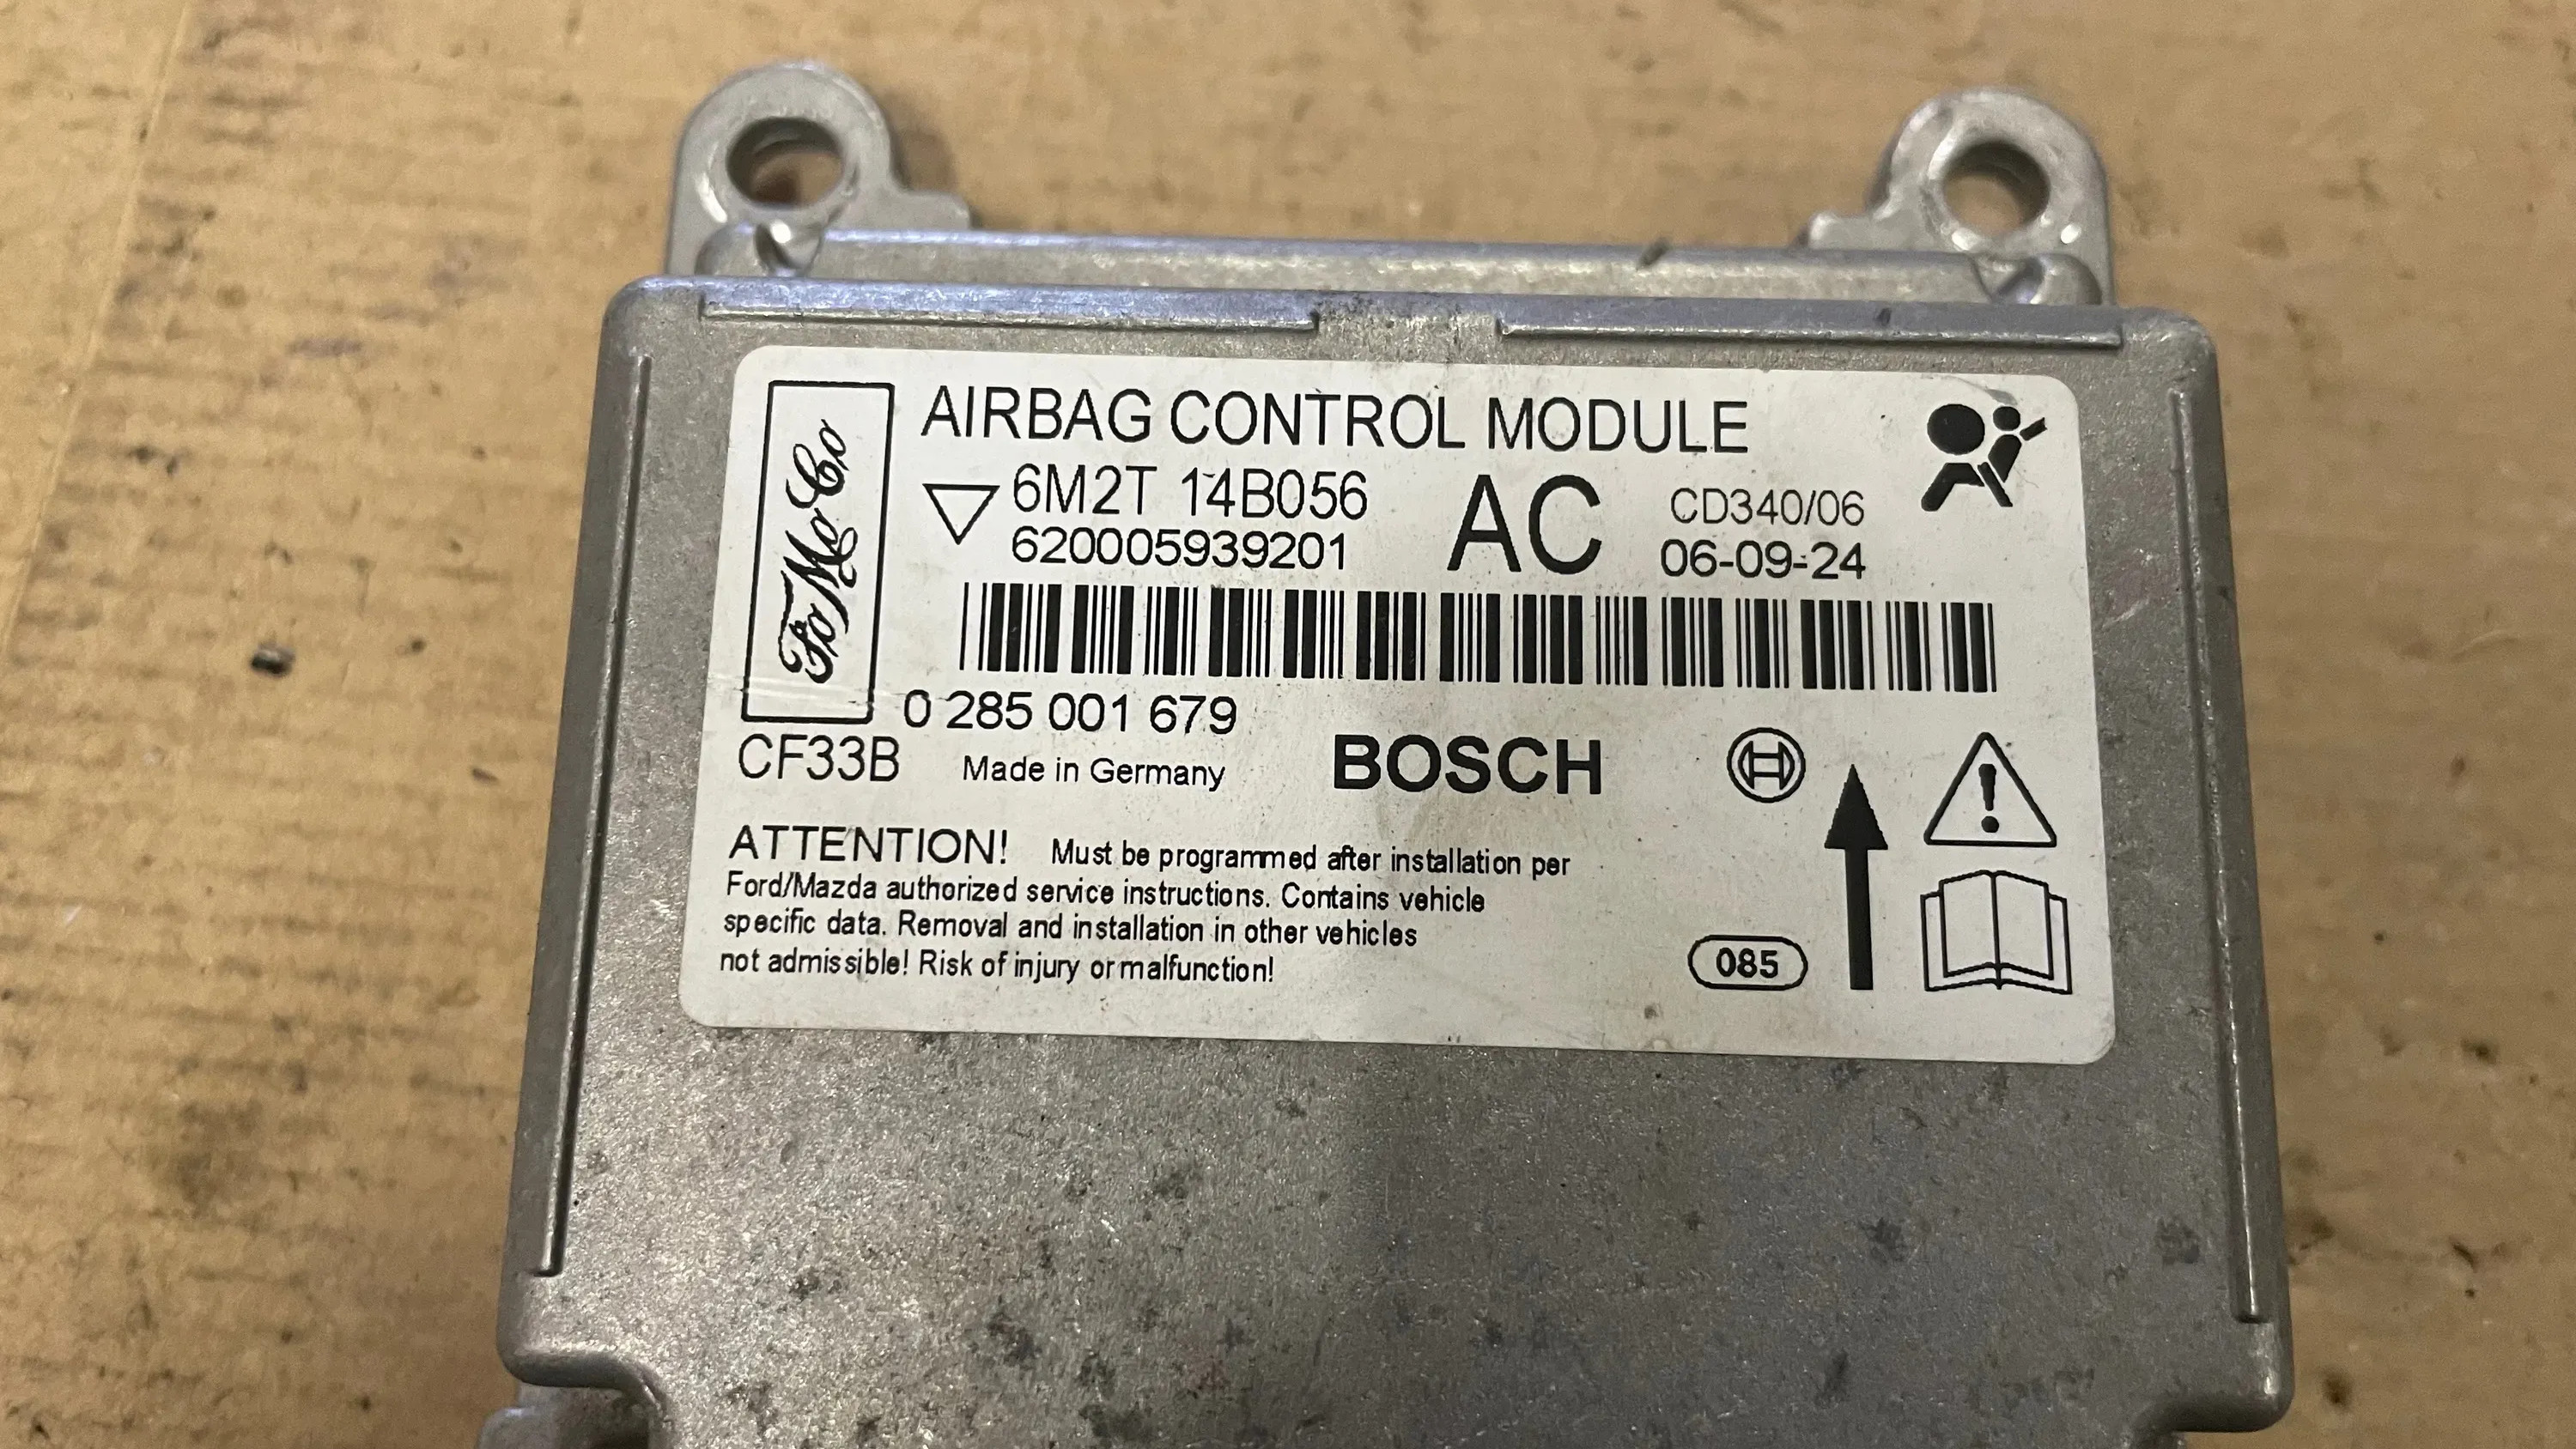 FoMoCo
AIRBAG CONTROL MODULE
6M2T 14B056
620005939201
AC
CD340/06
06-09-24
0 285 001 679
CF33B
Made in Germany
BOSCH
ATTENTION! Must be programmed after installation per
Ford/Mazda authorized service instructions. Contains vehicle
specific data. Removal and installation in other vehicles
not admissible! Risk of injury or malfunction!
085